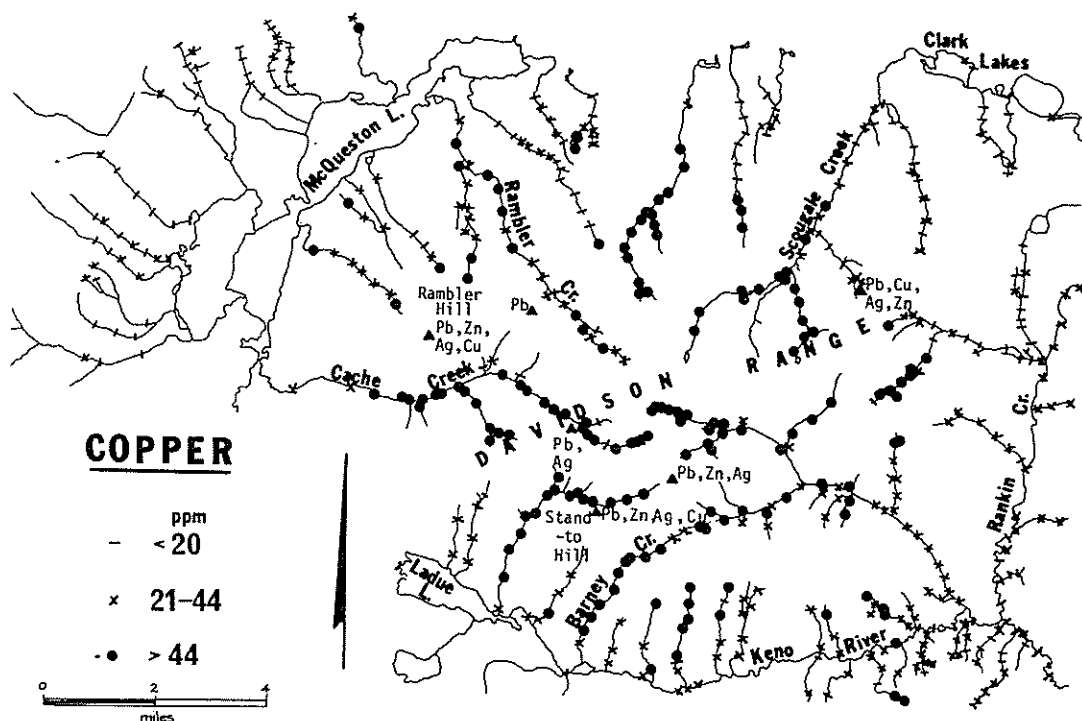 Clark
Lakes
McQueston L.
Scougale Creek
Rambler
Cr.
Pb,Cu,
Ag,Zn
Rambler
Hill
Pb,Zn,
Ag,Cu
Pb
RANGE
Cache Creek
DAVIDSON
Cr.
Rankin
COPPER
Pb,
Ag
Pb,Zn,Ag
ppm
< 20
21-44
> 44
Pb,Zn,Ag,Cu
Stand
-to
Hill
Barney Cr.
Ladue
L.
Keno River
0 2 4
miles